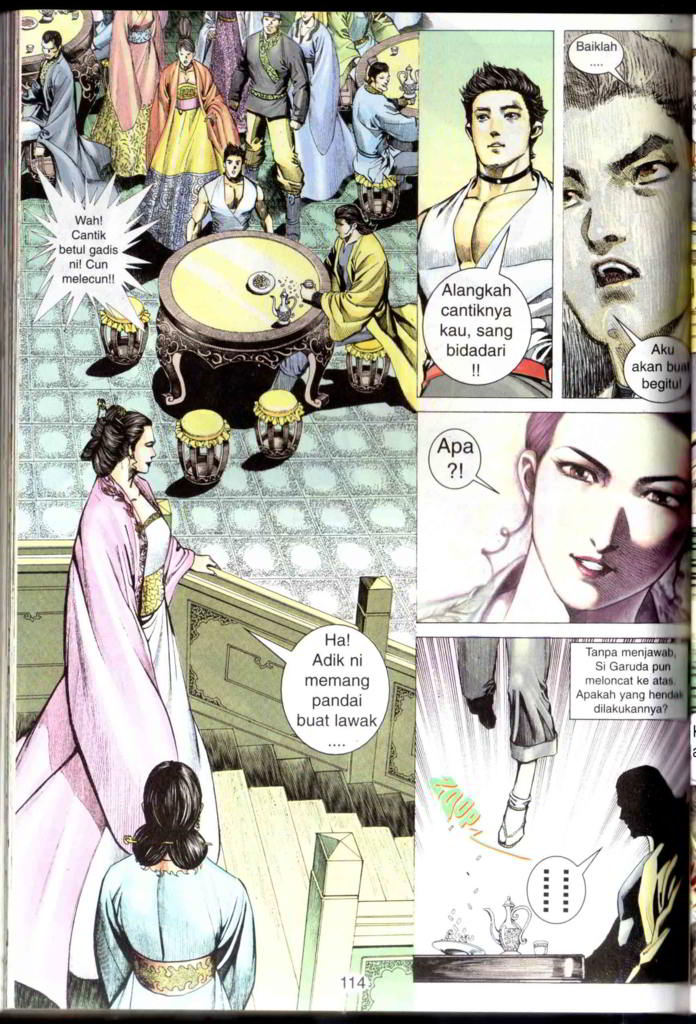 Wah!
Cantik
betul gadis
ni! Cun
melecun!!
Ha!
Adik ni
memang
pandai
buat lawak
....
Alangkah
cantiknya
kau, sang
bidadari
!!
Baiklah
....
Aku
akan buat
begitu!
Apa
?!
Tanpa menjawab,
Si Garuda pun
meloncat ke atas.
Apakah yang hendak
dilakukannya?
114